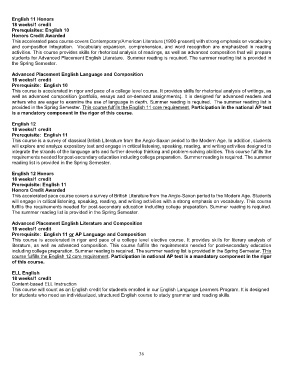 English 11 Honors
18 weeks/1 credit
Prerequisites: English 10
Honors Credit Awarded
This accelerated pace course covers Contemporary/American Literature (1900-present) with strong emphasis on vocabulary
and composition integration. Vocabulary expansion, comprehension, and word recognition are emphasized in reading
activities. This course provides skills for rhetorical analysis of readings, as well as advanced composition that will prepare
students for Advanced Placement English Literature. Summer reading is required. The summer reading list is provided in
the Spring Semester.
Advanced Placement English Language and Composition
18 weeks/1 credit
Prerequisite: English 10
This course is accelerated in rigor and pace of a college level course. It provides skills for rhetorical analysis of writings, as
well as advanced composition (portfolio, essays and on-demand assignments). It is designed for advanced readers and
writers who are eager to examine the use of language in depth. Summer reading is required. The summer reading list is
provided in the Spring Semester. This course fulfills the English 11 core requirement. Participation in national AP test
is a mandatory component in the rigor of this course.
English 12
18 weeks/1 credit
Prerequisite: English 11
This course is a survey of classical British Literature from the Anglo-Saxon period to the Modern Age. In addition, students
will explore and analyze expository text and engage in critical listening, speaking, reading, and writing activities designed to
integrate the strands of the language arts and further develop thinking and problem-solving abilities. This course fulfills the
requirements needed for post-secondary education including college preparation. Summer reading is required. The summer
reading list is provided in the Spring Semester.
English 12 Honors
18 weeks/1 credit
Prerequisite: English 11
Honors Credit Awarded
This accelerated pace course covers a survey of British Literature from the Anglo-Saxon period to the Modern Age. Students
will engage in critical listening, speaking, reading, and writing activities with a strong emphasis on vocabulary. This course
fulfills the requirements needed for post-secondary education including college preparation. Summer reading is required.
The summer reading list is provided in the Spring Semester.
Advanced Placement English Literature and Composition
18 weeks/1 credit
Prerequisite: English 11 or AP Language and Composition
This course is accelerated in rigor and pace of a college level elective course. It provides skills for literary analysis of
literature, as well as advanced composition. This course fulfills the requirements needed for postsecondary education
including college preparation. Summer reading is required. The summer reading list is provided in the Spring Semester. This
course fulfills the English 12 core requirement. Participation in national AP test is a mandatory component in the rigor
of this course.
ELL English
18 weeks/1 credit
Content-based ELL Instruction
This course will count as an English credit for students enrolled in our English Language Learners Program. It is designed
for students who need an individualized, structured English course to study grammar and reading skills.